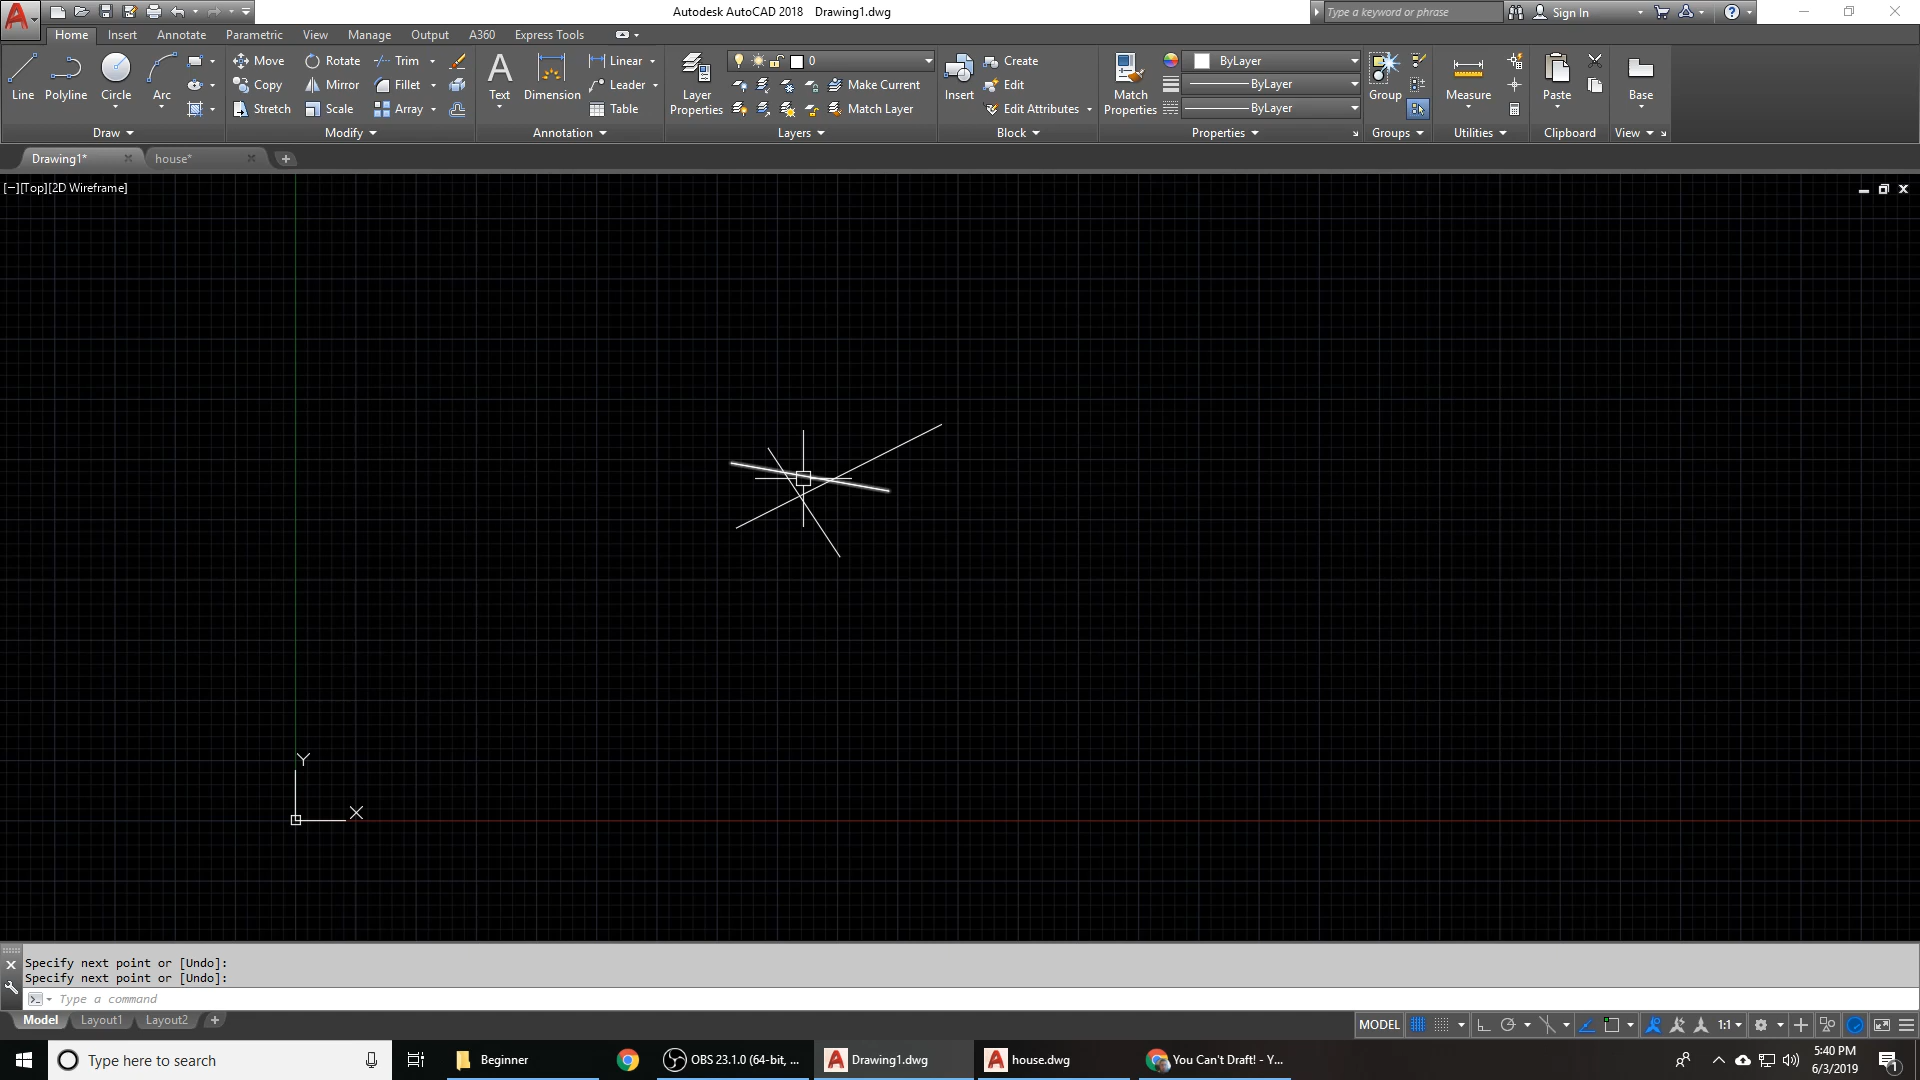 Autodesk AutoCAD 2018 Drawing1.dwg
Type a keyword or phrase
Sign In
Home Insert Annotate Parametric View Manage Output A360 Express Tools
Line Polyline Circle Arc
Move Rotate Trim
Copy Mirror Fillet
Stretch Scale Array
Text Dimension
Linear
Leader
Table
Layer Properties
0
Make Current
Match Layer
Insert
Create
Edit
Edit Attributes
Match Properties
ByLayer
ByLayer
ByLayer
Group
Measure
Paste
Base
Draw Modify Annotation Layers Block Properties Groups Utilities Clipboard View
Drawing1* house*
[−][Top][2D Wireframe]
Y
X
Specify next point or [Undo]:
Specify next point or [Undo]:
Type a command
Model Layout1 Layout2
MODEL 1:1
Type here to search
Beginner
OBS 23.1.0 (64-bit, ...
Drawing1.dwg
house.dwg
You Can't Draft! - Y...
5:40 PM
6/3/2019
1